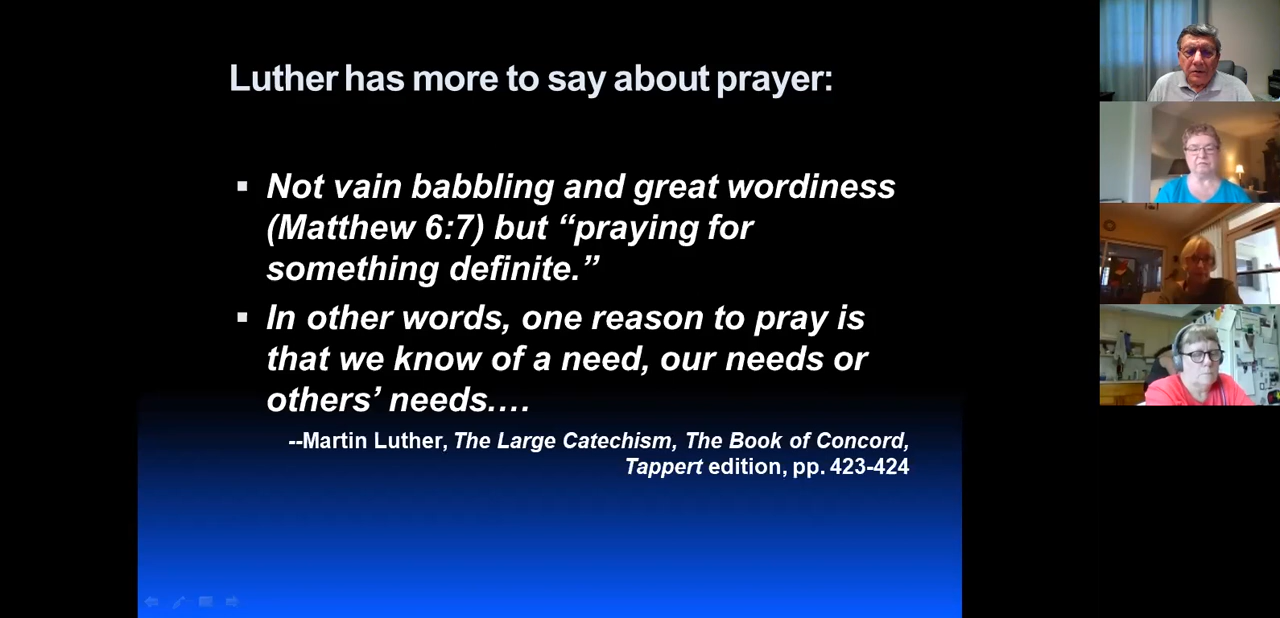 Luther has more to say about prayer:
▪ Not vain babbling and great wordiness
(Matthew 6:7) but “praying for
something definite.”
▪ In other words, one reason to pray is
that we know of a need, our needs or
others’ needs….
--Martin Luther, The Large Catechism, The Book of Concord,
Tappert edition, pp. 423-424